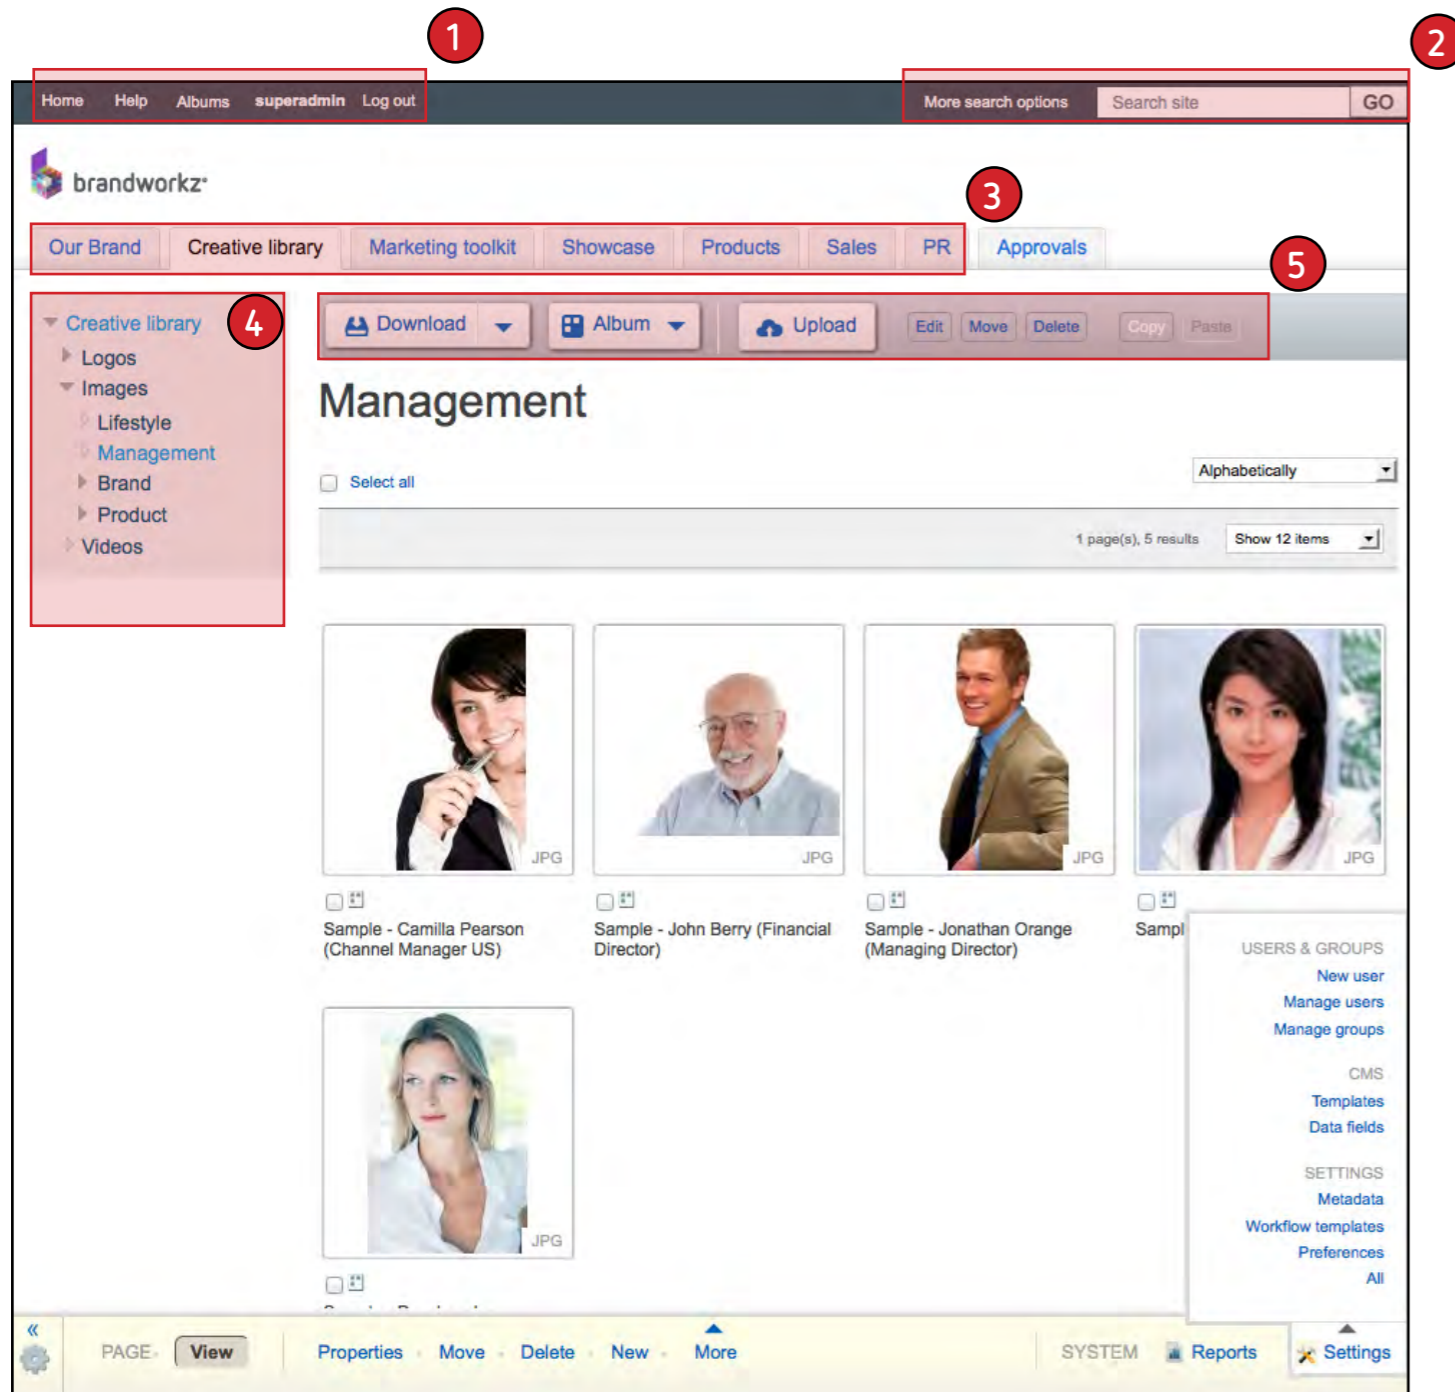 1
2
Home Help Albums superadmin Log out
More search options Search site GO
brandworkz
3
Our Brand Creative library Marketing toolkit Showcase Products Sales PR Approvals
5
4
Creative library
Logos
Images
Lifestyle
Management
Brand
Product
Videos
Download Album Upload Edit Move Delete Copy Paste
Management
Select all
Alphabetically
1 page(s), 5 results Show 12 items
JPG
JPG
JPG
JPG
Sample - Camilla Pearson
(Channel Manager US)
Sample - John Berry (Financial
Director)
Sample - Jonathan Orange
(Managing Director)
Sampl
JPG
USERS & GROUPS
New user
Manage users
Manage groups
CMS
Templates
Data fields
SETTINGS
Metadata
Workflow templates
Preferences
All
« PAGE View Properties Move Delete New More SYSTEM Reports Settings